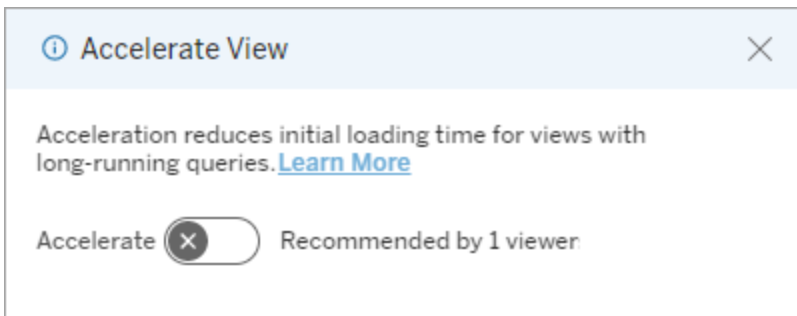 Accelerate View
Acceleration reduces initial loading time for views with
long-running queries. Learn More
Accelerate Recommended by 1 viewer